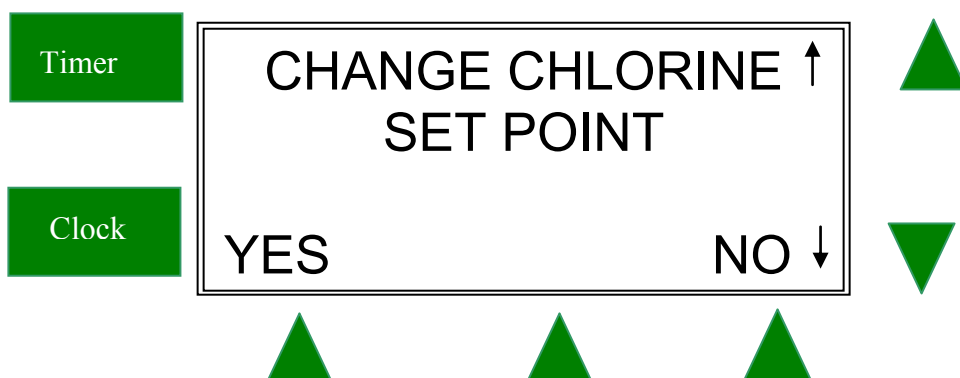 Timer
CHANGE CHLORINE ↑
SET POINT
Clock
YES NO ↓